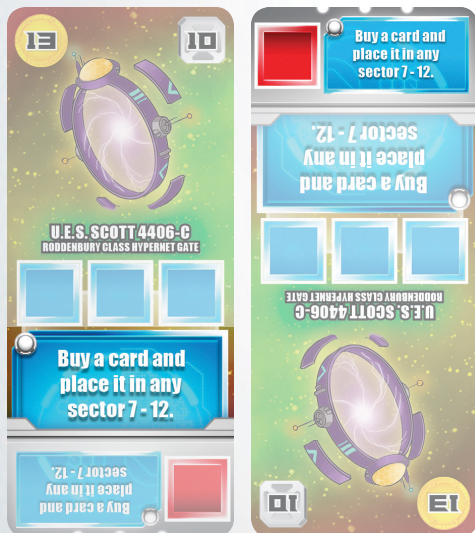 13
10
U.E.S. SCOTT 4406-C
RODDENBURY CLASS HYPERNET GATE
Buy a card and
place it in any
sector 7 - 12.
Buy a card and
place it in any
sector 7 - 12.
Buy a card and
place it in any
sector 7 - 12.
Buy a card and
place it in any
sector 7 - 12.
U.E.S. SCOTT 4406-C
RODDENBURY CLASS HYPERNET GATE
13
10